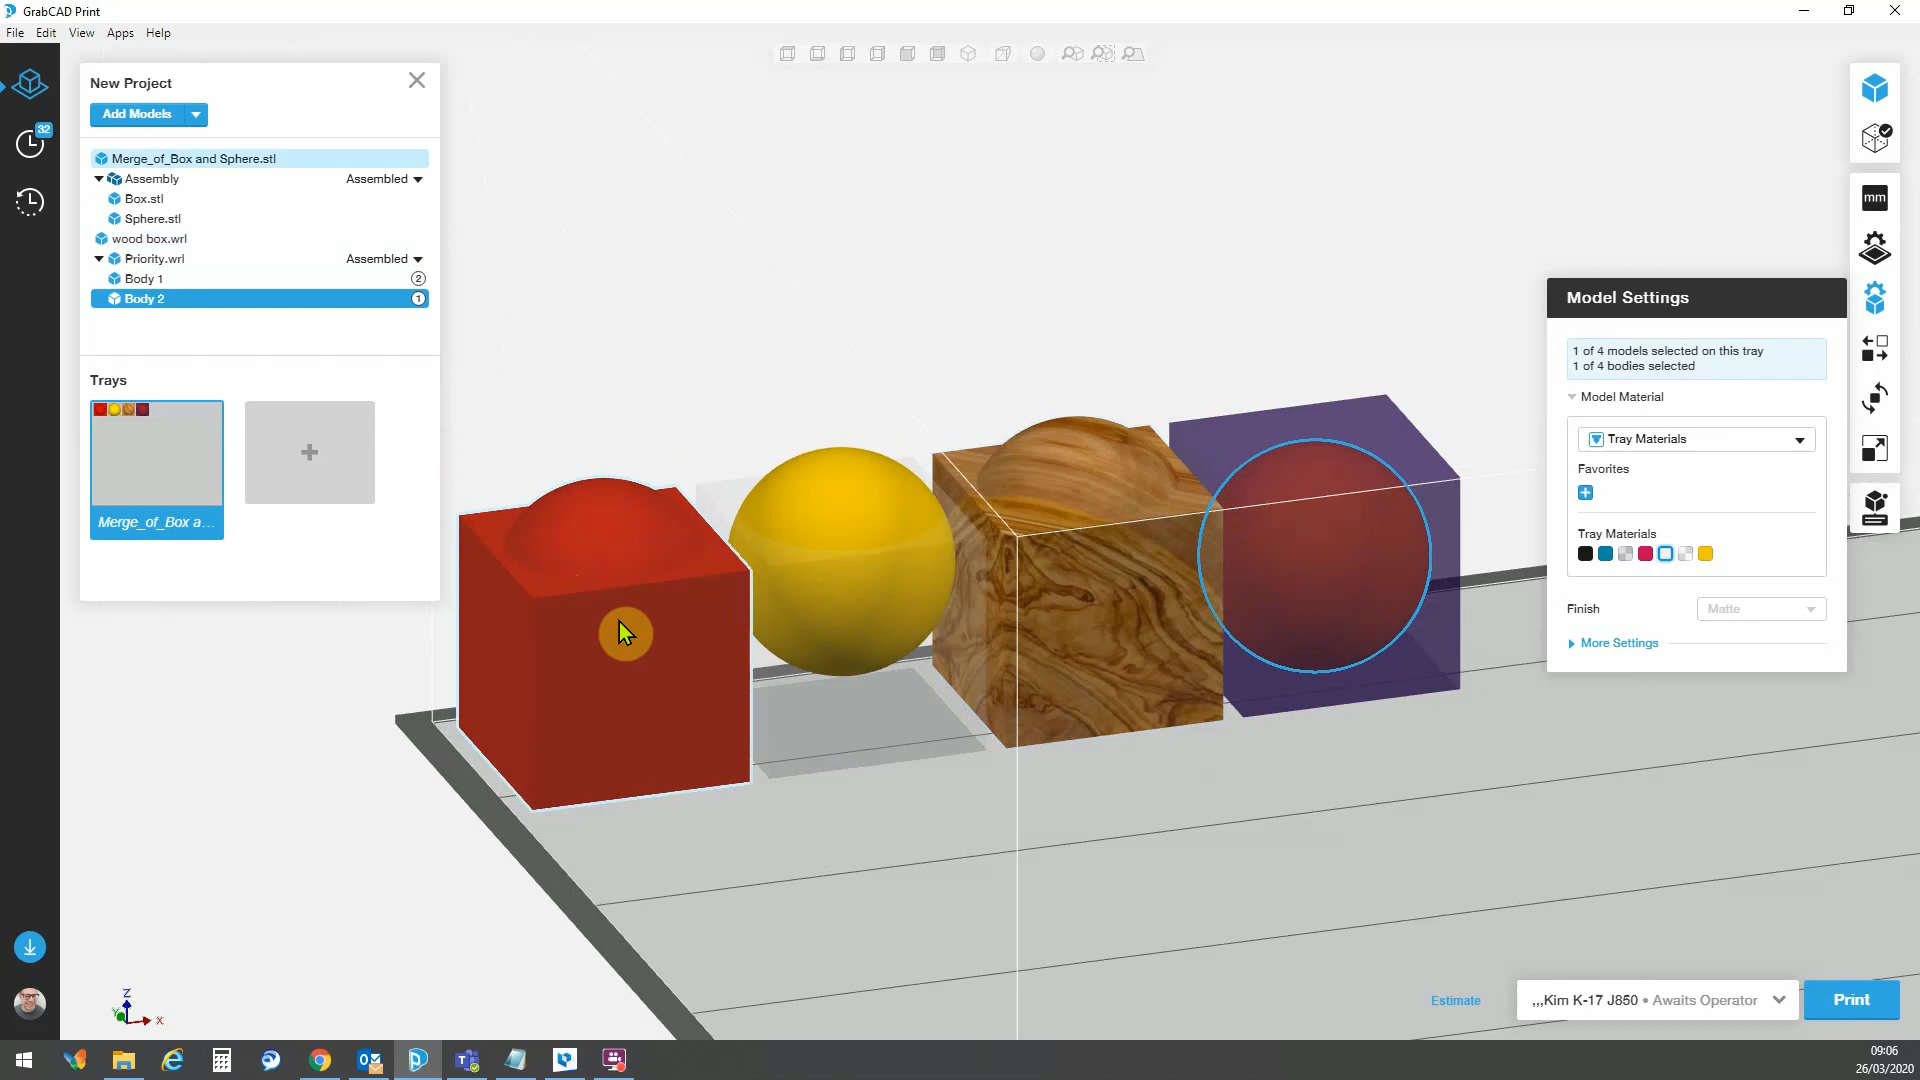 GrabCAD Print
File Edit View Apps Help
32
New Project
Add Models
Merge_of_Box and Sphere.stl
Assembly Assembled
Box.stl
Sphere.stl
wood box.wrl
Priority.wrl Assembled
Body 1 2
Body 2 1
Trays
Merge_of_Box a...
mm
Model Settings
1 of 4 models selected on this tray
1 of 4 bodies selected
Model Material
Tray Materials
Favorites
Tray Materials
Finish Matte
More Settings
Z
Y
X
Estimate
,,,Kim K-17 J850 • Awaits Operator
Print
09:06
26/03/2020